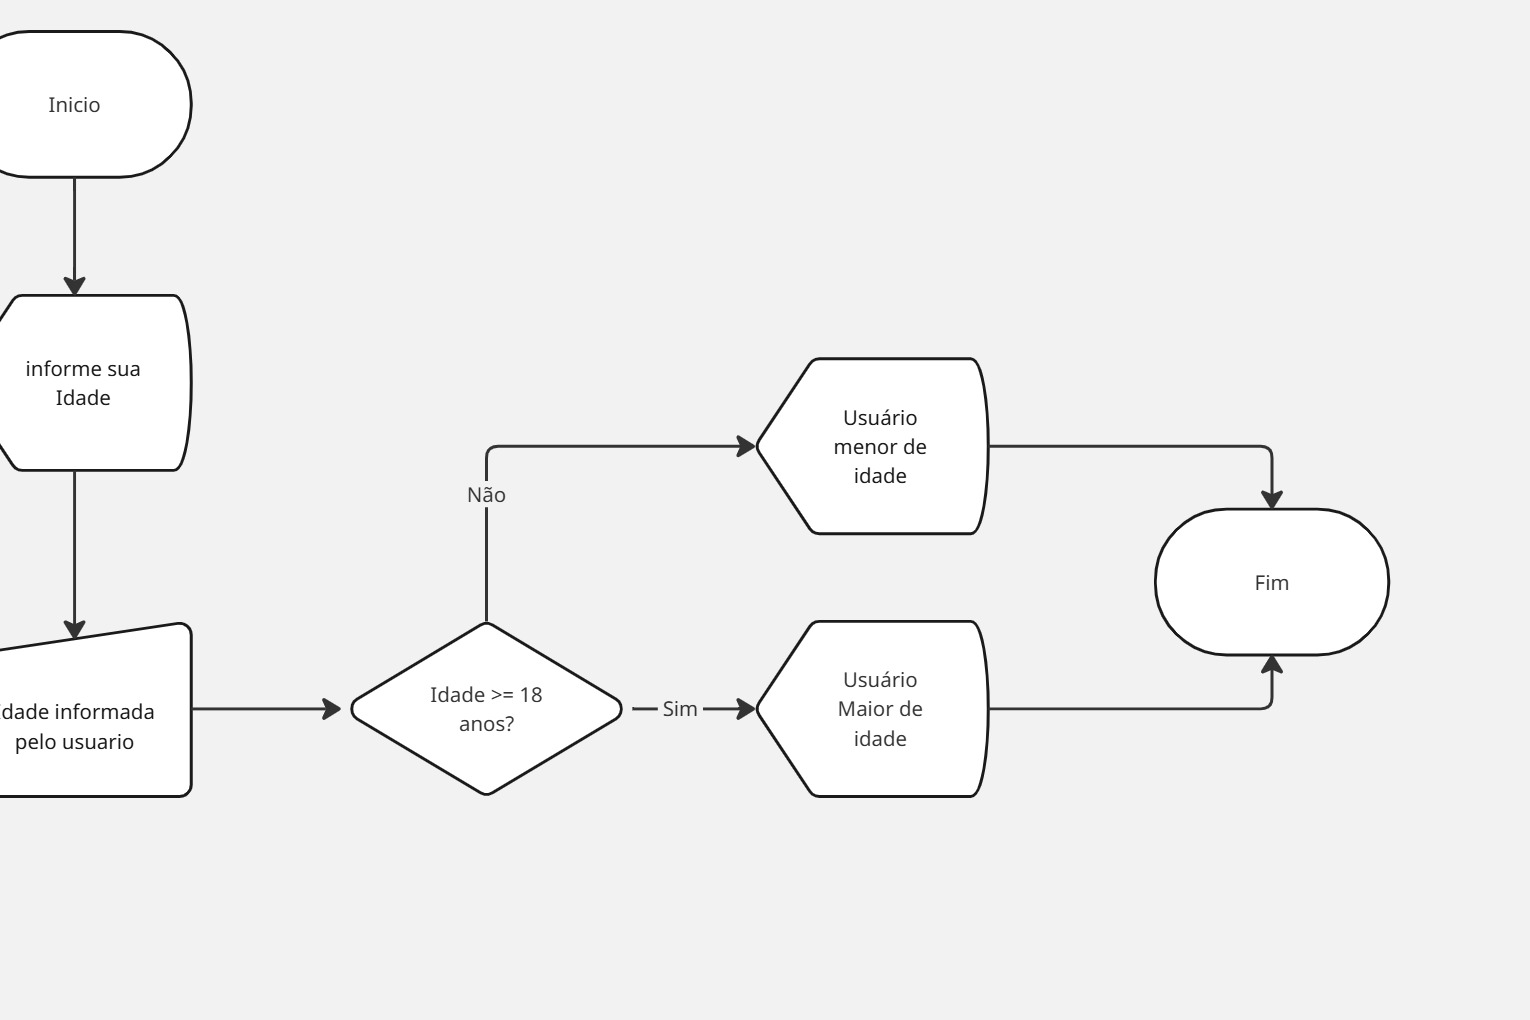 Inicio
informe sua
Idade
Idade informada
pelo usuario
Idade >= 18
anos?
Não
Sim
Usuário
menor de
idade
Usuário
Maior de
idade
Fim